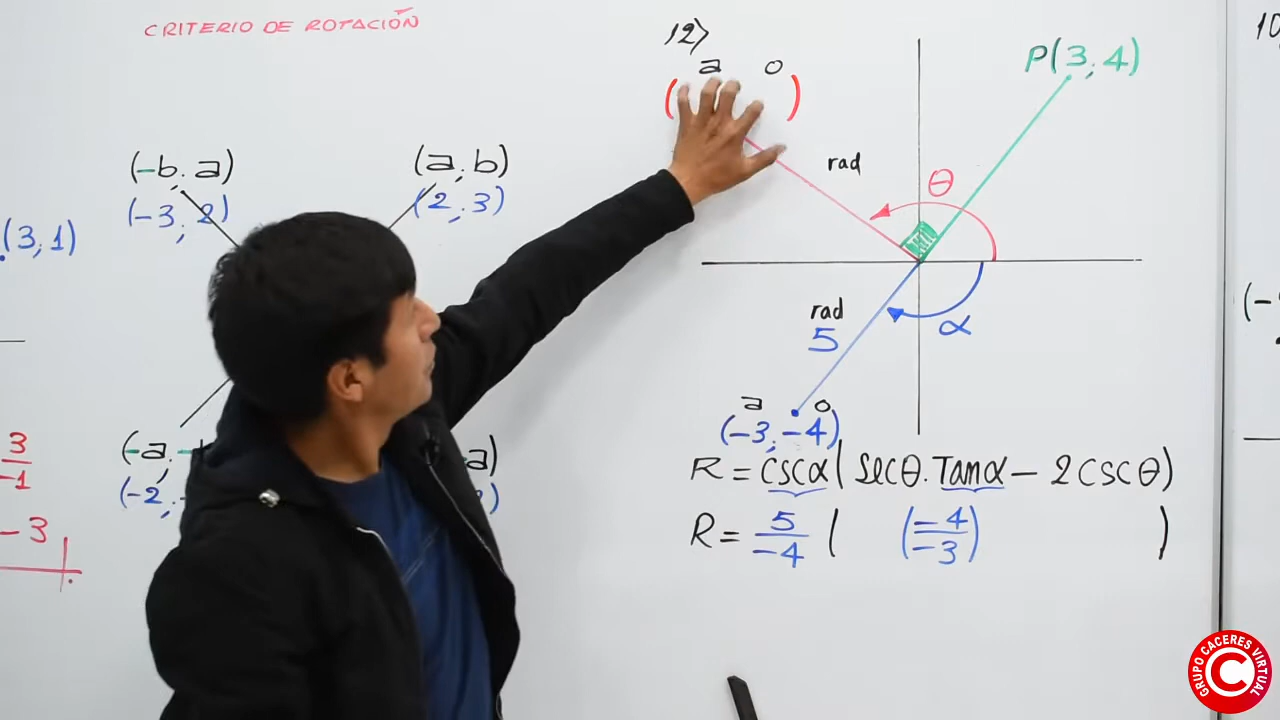 CRITERIO DE ROTACIÓN
(-b; a)
(-3; 2)
(a; b)
(2; 3)
(3; 1)
(-a;
(-2;
a)
3
-1
-3
12)
a o
( )
rad
θ
P(3; 4)
rad
5
α
a o
(-3; -4)
R = cscα( secθ. Tanα - 2cscθ)
R = 5/-4 ( (-4/-3) )
10
(-
GRUPO CACERES VIRTUAL
C